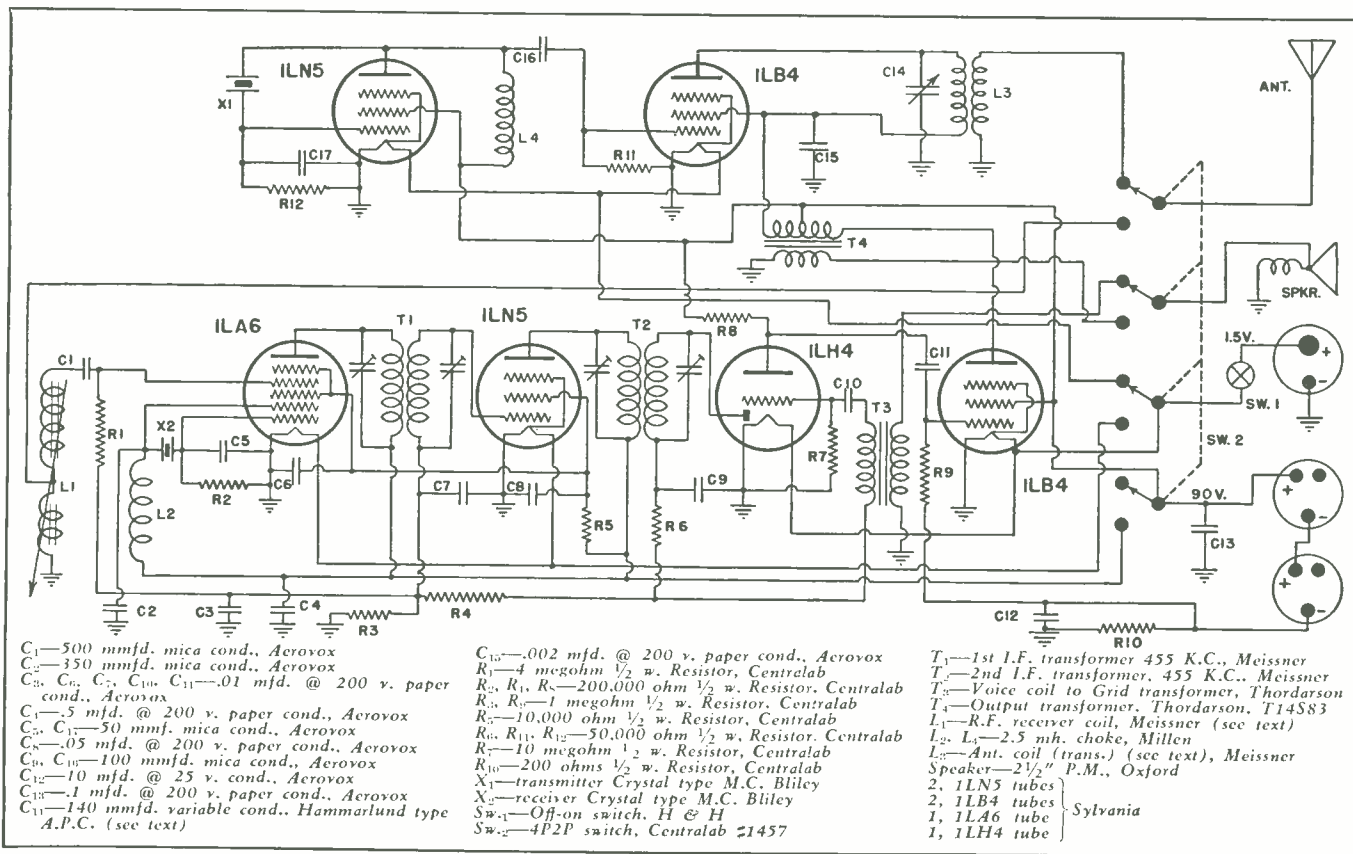 1LN5
X1
C17
R12
L4
C16
1LB4
R11
C15
C14
L3
ANT.
T4
SPKR.
1LA6
C1
R1
X2
C5
R2
C6
L1
L2
C2
C3
C4
T1
1LN5
C7
C8
R3
R4
R5
T2
R6
R8
1LH4
C9
C10
R7
T3
C11
R9
1LB4
C12
R10
1.5V.
+
-
SW. 1
SW. 2
90 V.
C13
+
-
+
-
C₁—500 mmfd. mica cond., Aerovox
C₂—350 mmfd. mica cond., Aerovox
C₃, C₆, C₇, C₁₀, C₁₁—.01 mfd. @ 200 v. paper
cond., Aerovox
C₄—.5 mfd. @ 200 v. paper cond., Aerovox
C₅, C₁₇—50 mmf. mica cond., Aerovox
C₈—.05 mfd. @ 200 v. paper cond., Aerovox
C₉, C₁₆—100 mmfd. mica cond., Aerovox
C₁₂—10 mfd. @ 25 v. cond., Aerovox
C₁₃—.1 mfd. @ 200 v. paper cond., Aerovox
C₁₄—140 mmfd. variable cond., Hammarlund type
A.P.C. (see text)
C₁₅—.002 mfd. @ 200 v. paper cond., Aerovox
R₁—4 megohm ½ w. Resistor, Centralab
R₂, R₄, R₈—200,000 ohm ½ w. Resistor, Centralab
R₃, R₉—1 megohm ½ w. Resistor, Centralab
R₅—10,000 ohm ½ w. Resistor, Centralab
R₆, R₁₁, R₁₂—50,000 ohm ½ w. Resistor, Centralab
R₇—10 megohm ½ w. Resistor, Centralab
R₁₀—200 ohms ½ w. Resistor, Centralab
X₁—transmitter Crystal type M.C. Bliley
X₂—receiver Crystal type M.C. Bliley
Sw.₁—Off-on switch, H & H
Sw.₂—4P2P switch, Centralab #1457
T₁—1st I.F. transformer 455 K.C., Meissner
T₂—2nd I.F. transformer, 455 K.C., Meissner
T₃—Voice coil to Grid transformer, Thordarson
T₄—Output transformer, Thordarson, T14S83
L₁—R.F. receiver coil, Meissner (see text)
L₂, L₄—2.5 mh. choke, Millen
L₃—Ant. coil (trans.) (see text), Meissner
Speaker—2½" P.M., Oxford
2, 1LN5 tubes
2, 1LB4 tubes
1, 1LA6 tube
1, 1LH4 tube
Sylvania